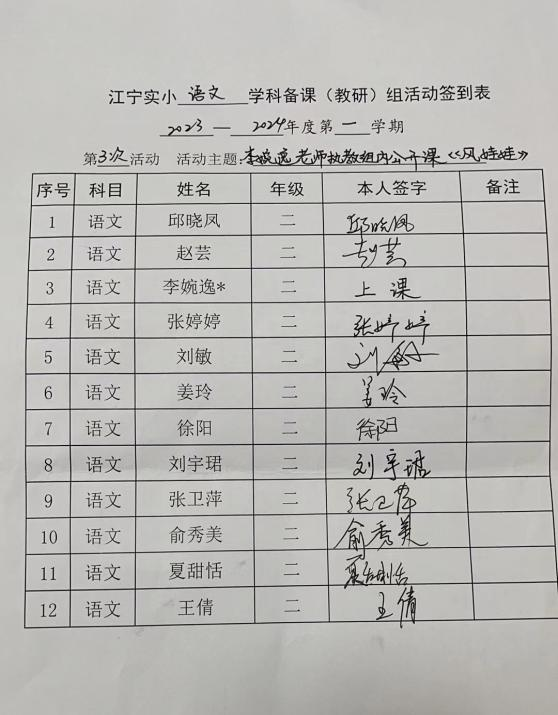 江宁实小 语文 学科备课（教研）组活动签到表
2023 — 2024年度第 一 学期
第3次活动 活动主题:李婉逸老师执教组内公开课《风娃娃》
序号 科目 姓名 年级 本人签字 备注
1 语文 邱晓凤 二 邱晓凤
2 语文 赵芸 二 赵芸
3 语文 李婉逸* 二 上课
4 语文 张婷婷 二 张婷婷
5 语文 刘敏 二 刘敏
6 语文 姜玲 二 姜玲
7 语文 徐阳 二 徐阳
8 语文 刘宇珺 二 刘宇珺
9 语文 张卫萍 二 张卫萍
10 语文 俞秀美 二 俞秀美
11 语文 夏甜恬 二 夏甜恬
12 语文 王倩 二 王倩